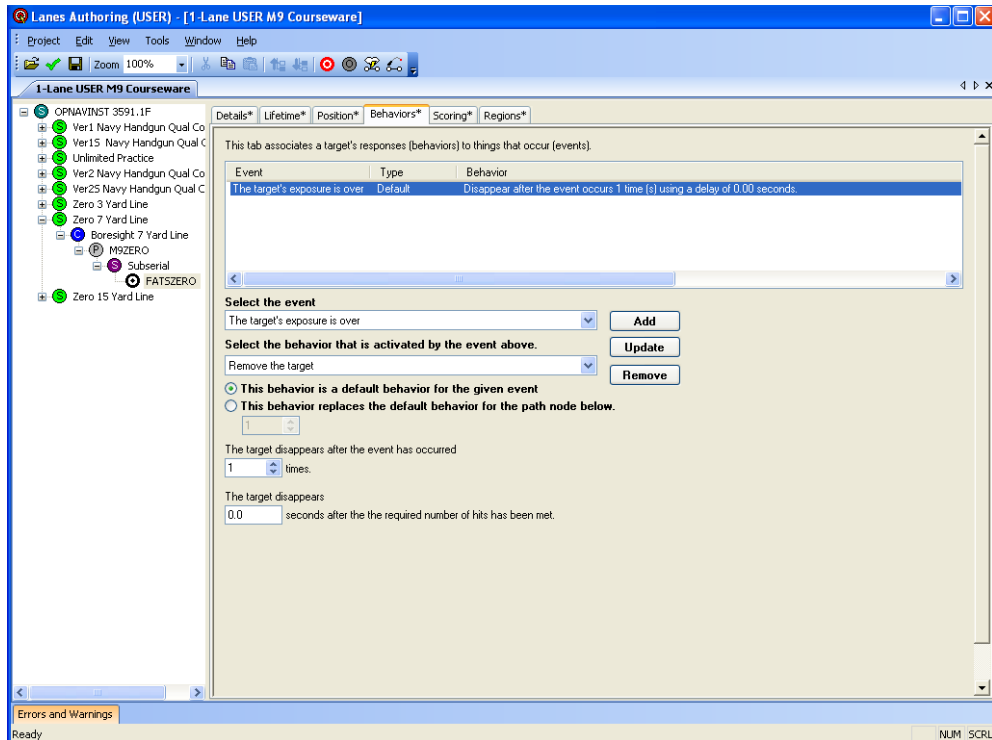 Lanes Authoring (USER) - [1-Lane USER M9 Courseware]
Project Edit View Tools Window Help
Zoom 100%
1-Lane USER M9 Courseware
OPNAVINST 3591.1F
Ver1 Navy Handgun Qual Co
Ver1S Navy Handgun Qual C
Unlimited Practice
Ver2 Navy Handgun Qual Co
Ver2S Navy Handgun Qual C
Zero 3 Yard Line
Zero 7 Yard Line
C Boresight 7 Yard Line
P M9ZERO
S Subserial
FATSZERO
Zero 15 Yard Line
Details* Lifetime* Position* Behaviors* Scoring* Regions*
This tab associates a target's responses (behaviors) to things that occur (events).
Event Type Behavior
The target's exposure is over Default Disappear after the event occurs 1 time (s) using a delay of 0.00 seconds.
Select the event
The target's exposure is over Add
Select the behavior that is activated by the event above. Update
Remove the target Remove
This behavior is a default behavior for the given event
This behavior replaces the default behavior for the path node below.
1
The target disappears after the event has occurred
1 times.
The target disappears
0.0 seconds after the the required number of hits has been met.
Errors and Warnings
Ready NUM SCRL